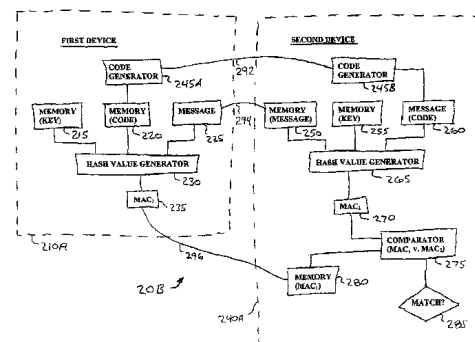 FIRST DEVICE
SECOND DEVICE
CODE GENERATOR
245A
292
CODE GENERATOR
245B
MEMORY (KEY)
215
MEMORY (CODE)
220
MESSAGE
225
294
MEMORY (MESSAGE)
250
MEMORY (KEY)
255
MESSAGE (CODE)
260
HASH VALUE GENERATOR
230
HASH VALUE GENERATOR
265
MAC₁
235
MAC₂
270
210A
296
COMPARATOR (MAC₁ v. MAC₂)
275
20B
240A
MEMORY (MAC₁)
280
MATCH?
285